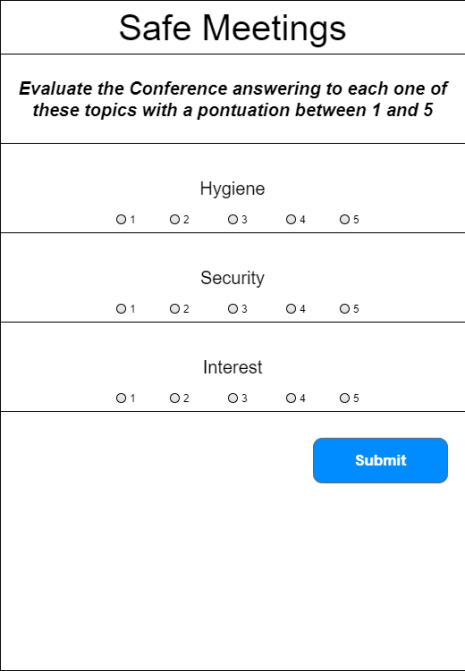 Safe Meetings
Evaluate the Conference answering to each one of
these topics with a pontuation between 1 and 5
Hygiene
1 2 3 4 5
Security
1 2 3 4 5
Interest
1 2 3 4 5
Submit